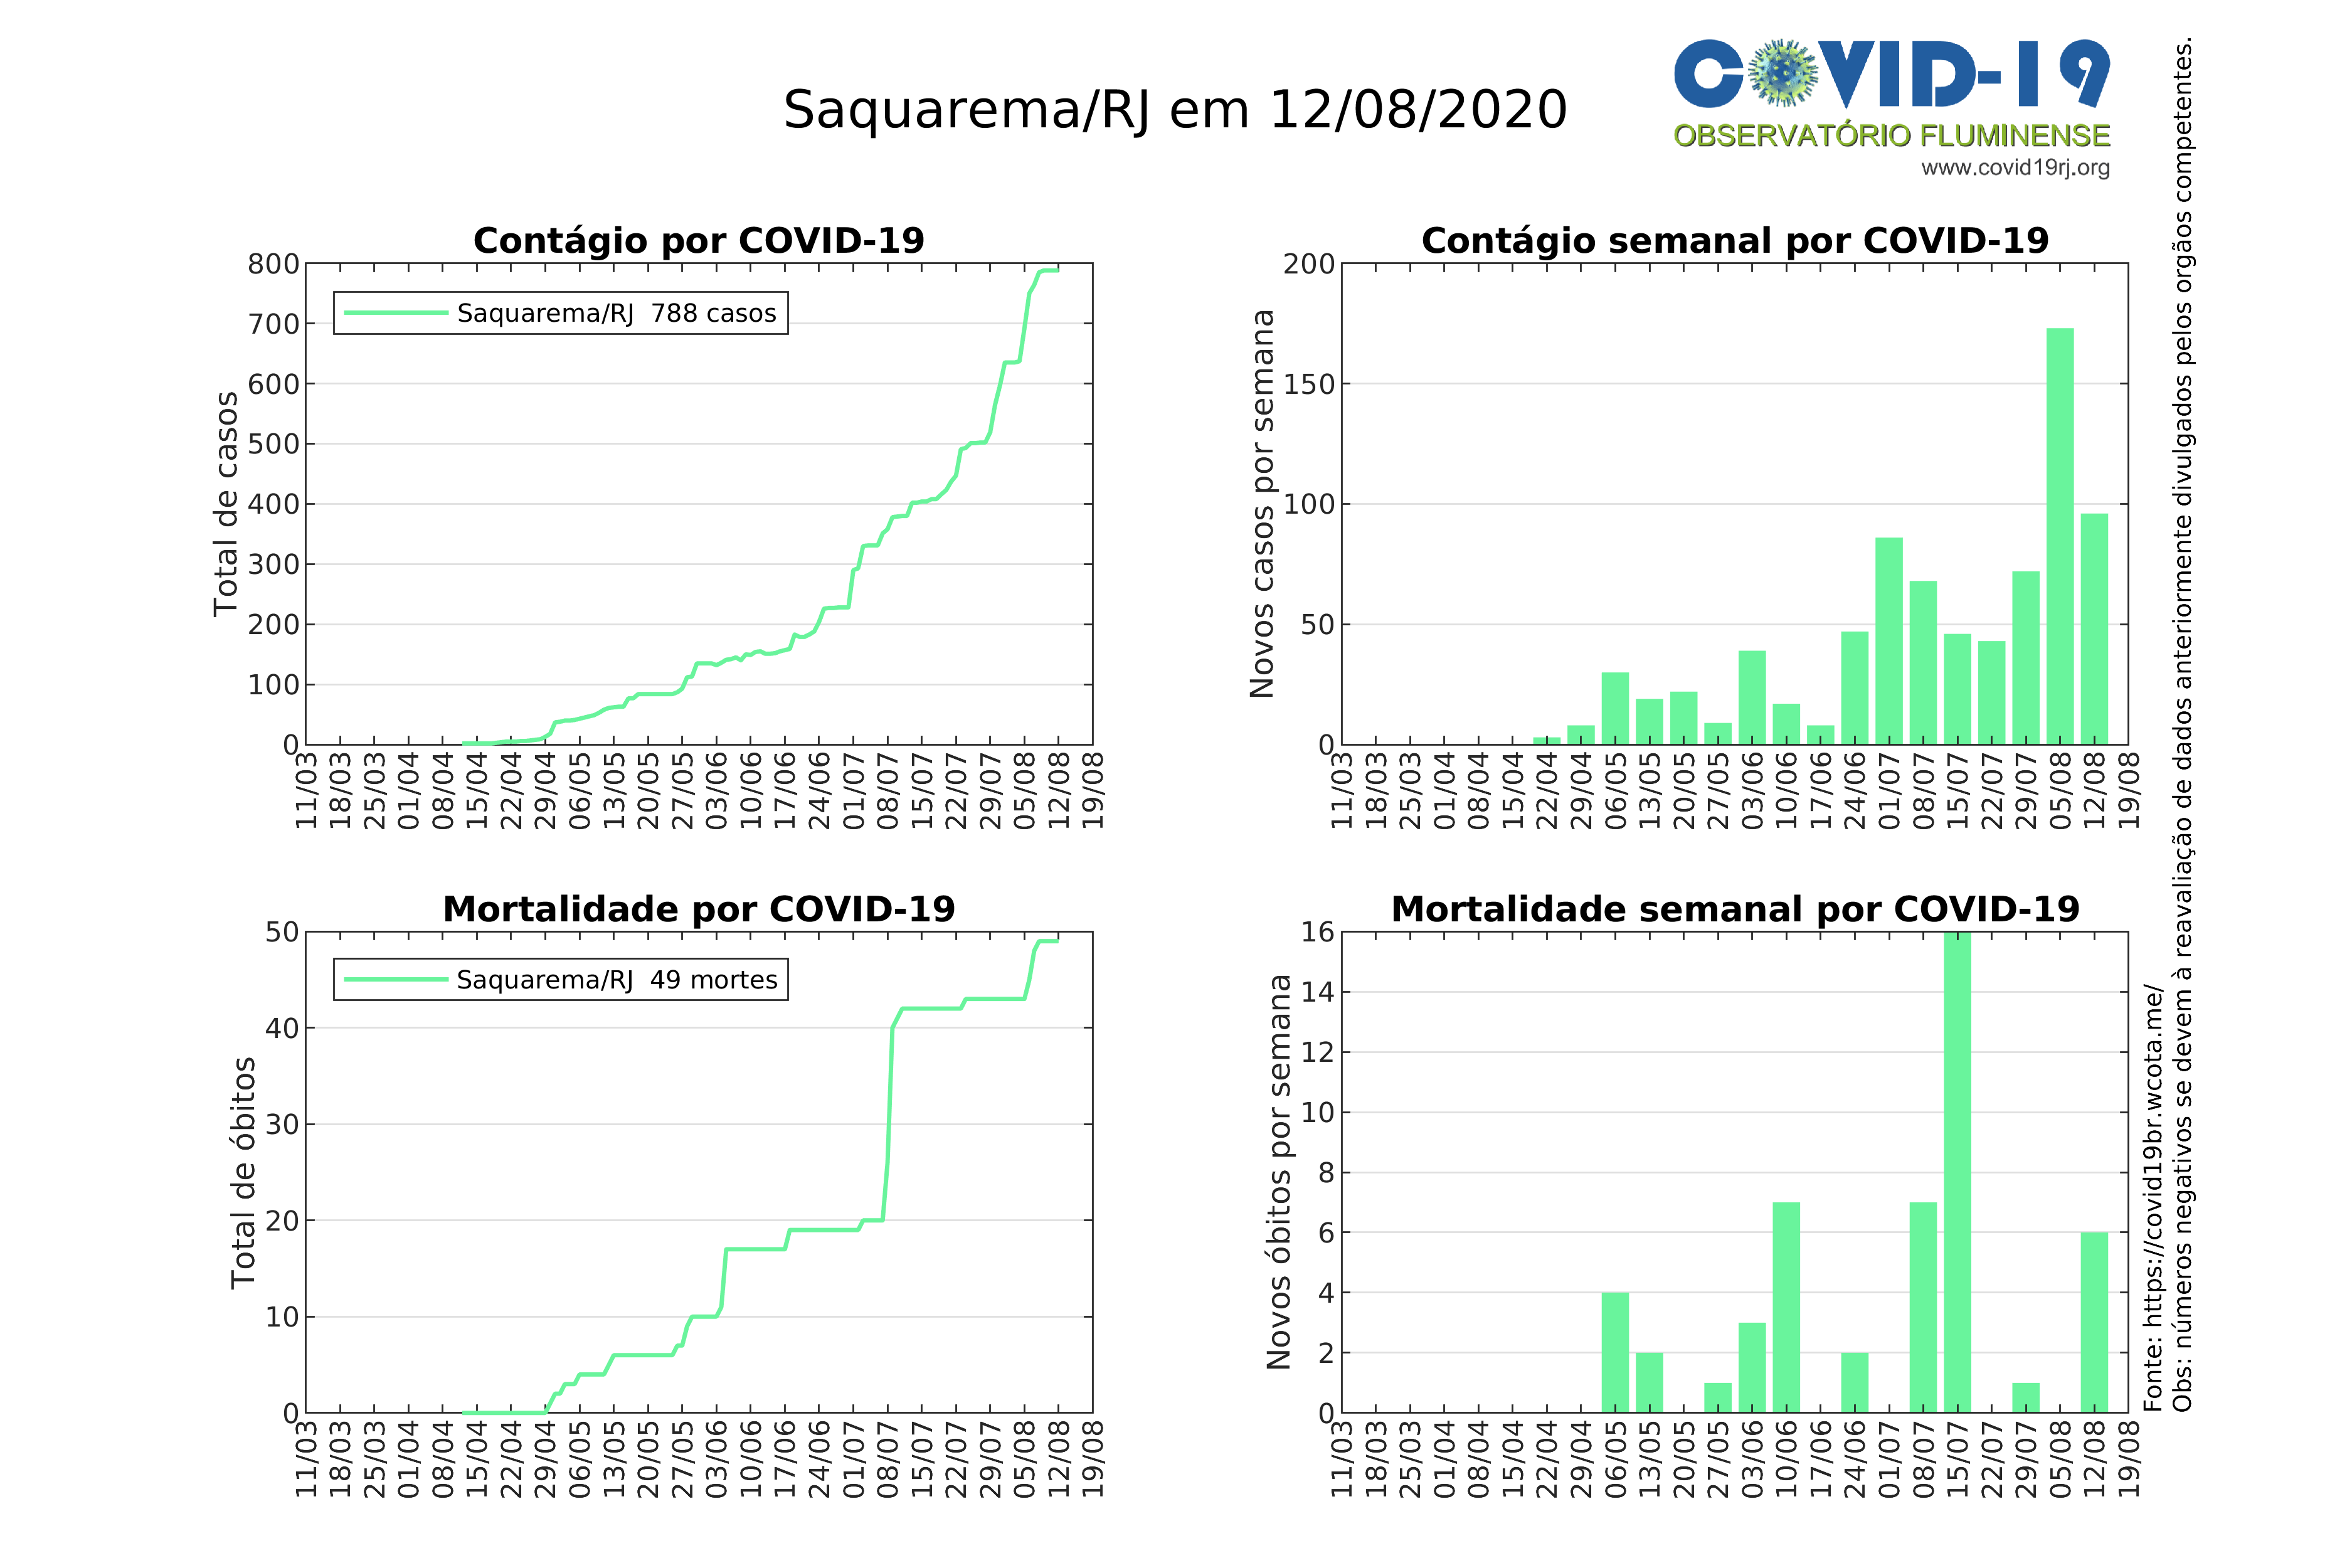 Saquarema/RJ em 12/08/2020
COVID-19
OBSERVATÓRIO FLUMINENSE
www.covid19rj.org
Contágio por COVID-19
Total de casos
800
700
600
500
400
300
200
100
0
Saquarema/RJ 788 casos
11/03 18/03 25/03 01/04 08/04 15/04 22/04 29/04 06/05 13/05 20/05 27/05 03/06 10/06 17/06 24/06 01/07 08/07 15/07 22/07 29/07 05/08 12/08 19/08
Contágio semanal por COVID-19
Novos casos por semana
200
150
100
50
0
11/03 18/03 25/03 01/04 08/04 15/04 22/04 29/04 06/05 13/05 20/05 27/05 03/06 10/06 17/06 24/06 01/07 08/07 15/07 22/07 29/07 05/08 12/08 19/08
Mortalidade por COVID-19
Total de óbitos
50
40
30
20
10
0
Saquarema/RJ 49 mortes
11/03 18/03 25/03 01/04 08/04 15/04 22/04 29/04 06/05 13/05 20/05 27/05 03/06 10/06 17/06 24/06 01/07 08/07 15/07 22/07 29/07 05/08 12/08 19/08
Mortalidade semanal por COVID-19
Novos óbitos por semana
16
14
12
10
8
6
4
2
0
11/03 18/03 25/03 01/04 08/04 15/04 22/04 29/04 06/05 13/05 20/05 27/05 03/06 10/06 17/06 24/06 01/07 08/07 15/07 22/07 29/07 05/08 12/08 19/08
Fonte: https://covid19br.wcota.me/
Obs: números negativos se devem à reavaliação de dados anteriormente divulgados pelos orgãos competentes.